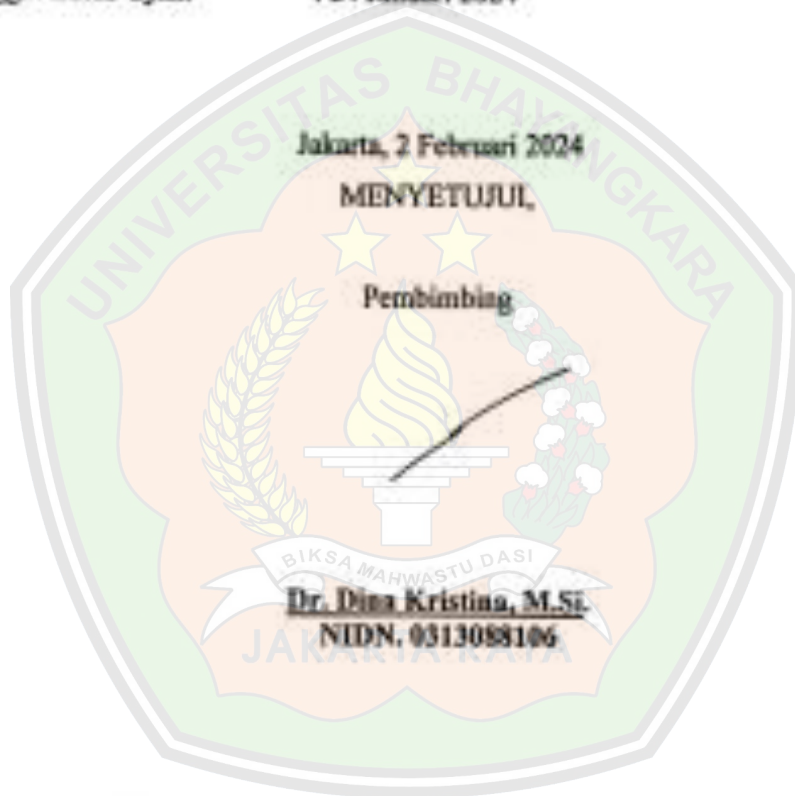 UNIVERSITAS BHAYANGKARA
Jakarta, 2 Februari 2024
MENYETUJUI,
Pembimbing
BIKSA MAHWASTU DASI
Dr. Dina Kristina, M.Si.
NIDN. 0313088106
JAKARTA RAYA